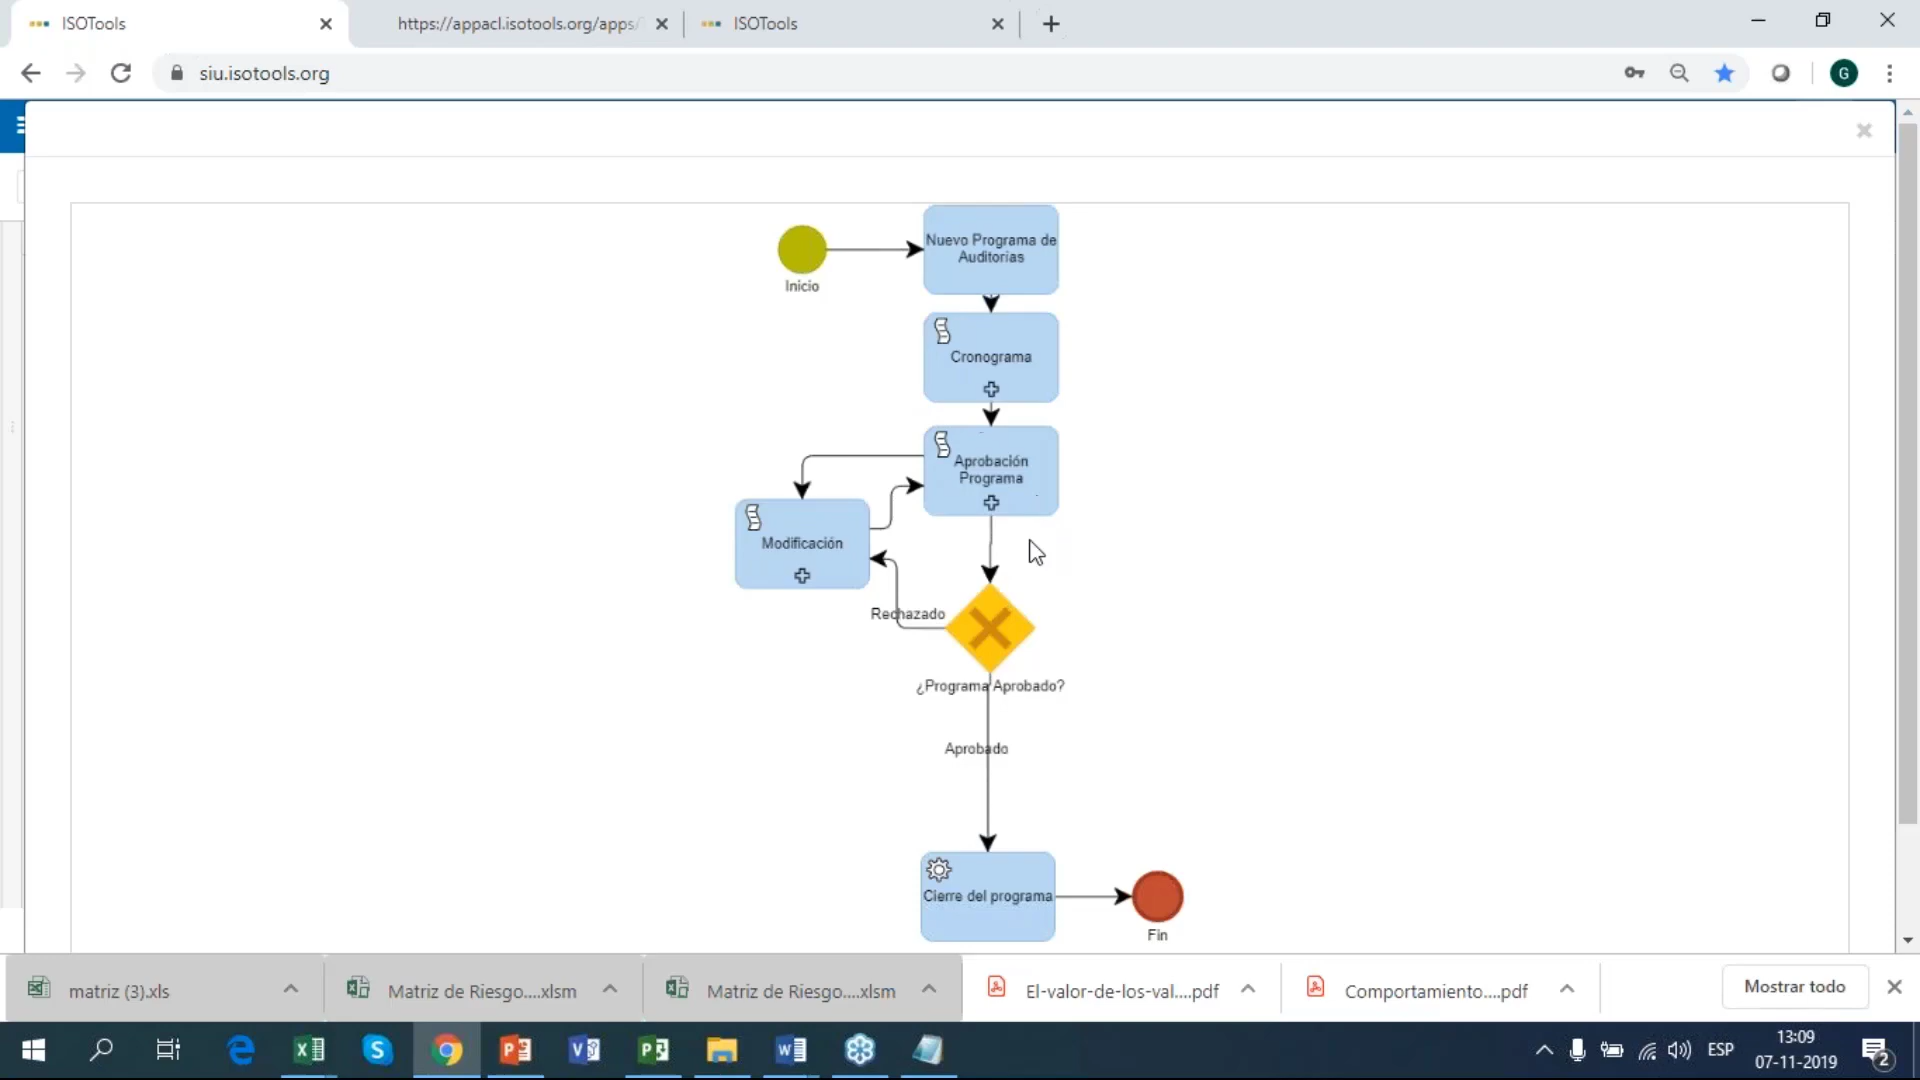 ISOTools
https://appacl.isotools.org/apps/
ISOTools
siu.isotools.org
G
Nuevo Programa de
Auditorías
Inicio
Cronograma
Aprobación
Programa
Modificación
Rechazado
¿Programa Aprobado?
Aprobado
Cierre del programa
Fin
matriz (3).xls
Matriz de Riesgo....xlsm
Matriz de Riesgo....xlsm
El-valor-de-los-val....pdf
Comportamiento....pdf
Mostrar todo
ESP
13:09
07-11-2019
2